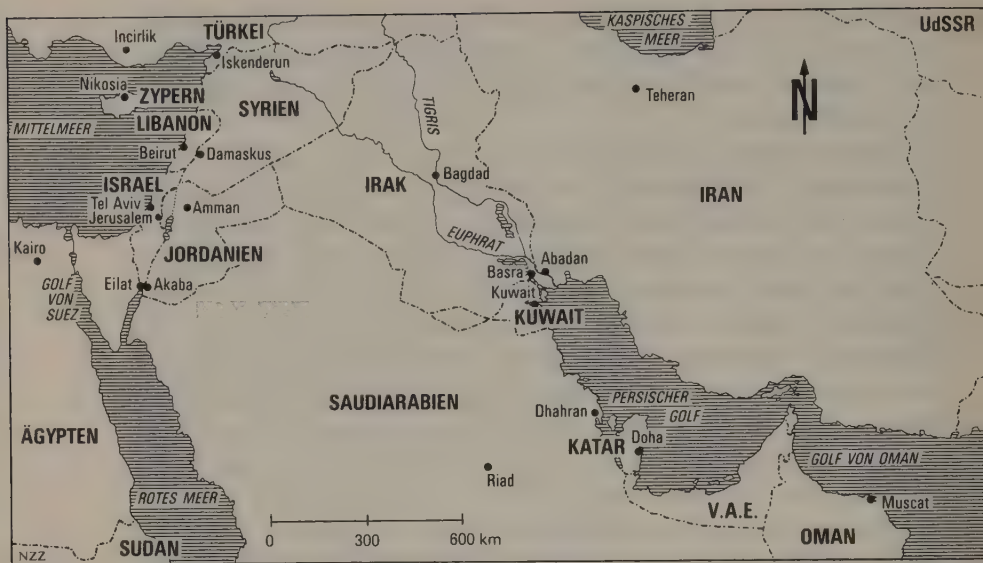 KASPISCHES
MEER
UdSSR
Incirlik
TÜRKEI
Iskenderun
Nikosia
ZYPERN
SYRIEN
TIGRIS
Teheran
N
MITTELMEER
LIBANON
Beirut
Damaskus
IRAK
Bagdad
IRAN
ISRAEL
Tel Aviv
Jerusalem
Amman
EUPHRAT
Kairo
JORDANIEN
Basra
Abadan
GOLF
VON
SUEZ
Eilat
Akaba
Kuwait
KUWAIT
SAUDIARABIEN
PERSISCHER
GOLF
Dhahran
ÄGYPTEN
KATAR
Doha
GOLF VON OMAN
Riad
ROTES MEER
Muscat
V.A.E.
OMAN
SUDAN
0 300 600 km
NZZ